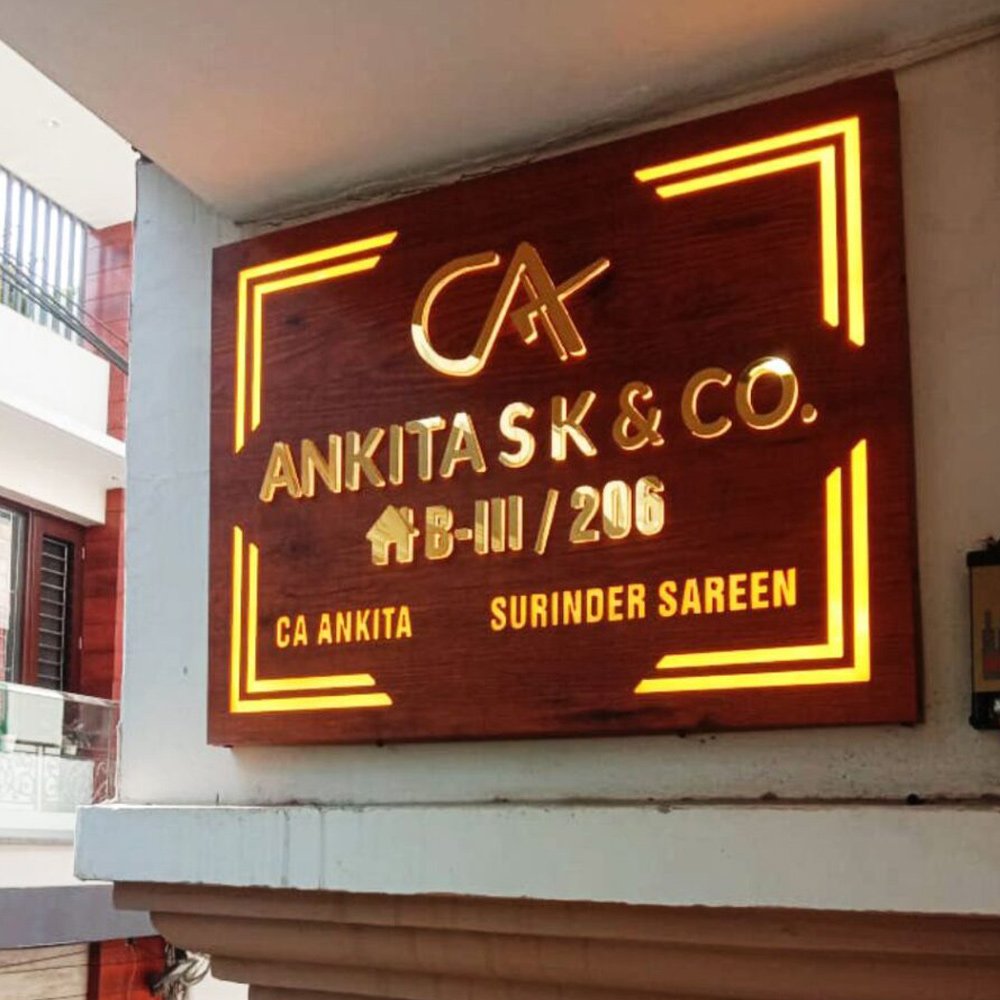 CA
ANKITA S K & CO.
B-III / 206
CA ANKITA SURINDER SAREEN